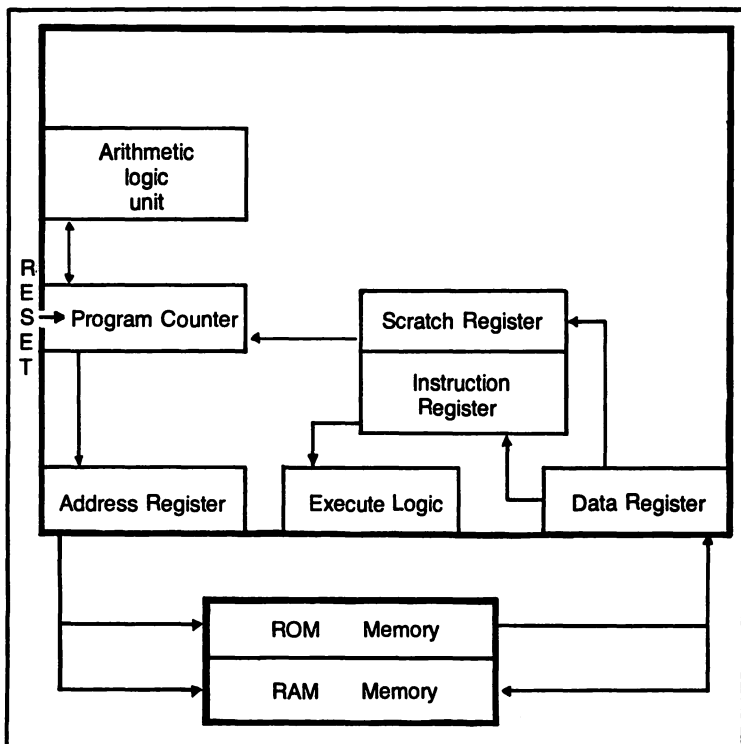 Arithmetic
logic
unit
RESET
Program Counter
Scratch Register
Instruction
Register
Address Register
Execute Logic
Data Register
ROM Memory
RAM Memory